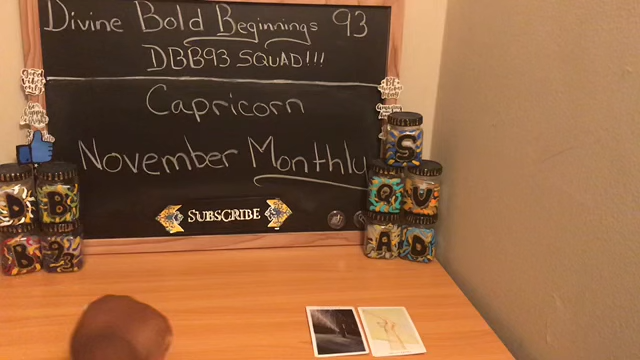 Divine Bold Beginnings 93
DBB93 SQUAD!!!
Capricorn
November Monthly
SUBSCRIBE
S
D B
Q U
B 93
A D